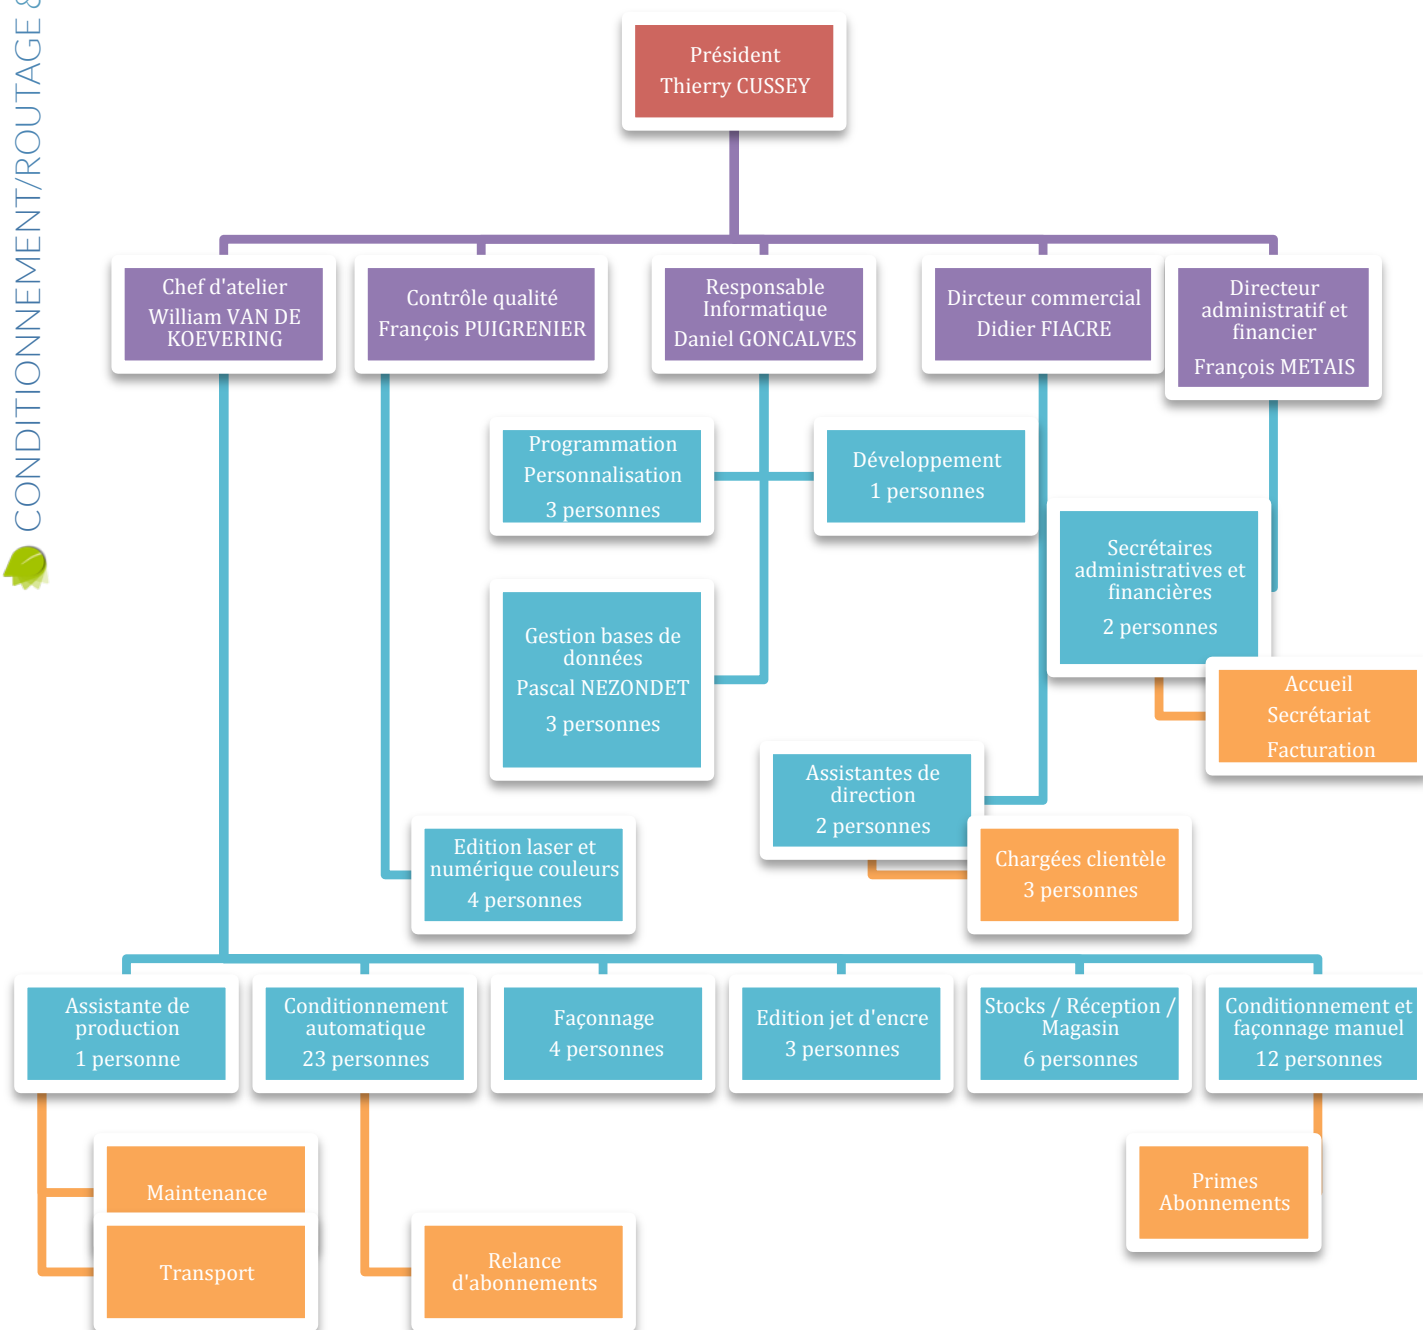 CONDITIONNEMENT/ROUTAGE &
Président
Thierry CUSSEY
Chef d'atelier
William VAN DE
KOEVERING
Contrôle qualité
François PUIGRENIER
Responsable
Informatique
Daniel GONCALVES
Dircteur commercial
Didier FIACRE
Directeur
administratif et
financier
François METAIS
Programmation
Personnalisation
3 personnes
Développement
1 personnes
Secrétaires
administratives et
financières
2 personnes
Gestion bases de
données
Pascal NEZONDET
3 personnes
Accueil
Secrétariat
Facturation
Assistantes de
direction
2 personnes
Chargées clientèle
3 personnes
Edition laser et
numérique couleurs
4 personnes
Assistante de
production
1 personne
Conditionnement
automatique
23 personnes
Façonnage
4 personnes
Edition jet d'encre
3 personnes
Stocks / Réception /
Magasin
6 personnes
Conditionnement et
façonnage manuel
12 personnes
Maintenance
Transport
Relance
d'abonnements
Primes
Abonnements